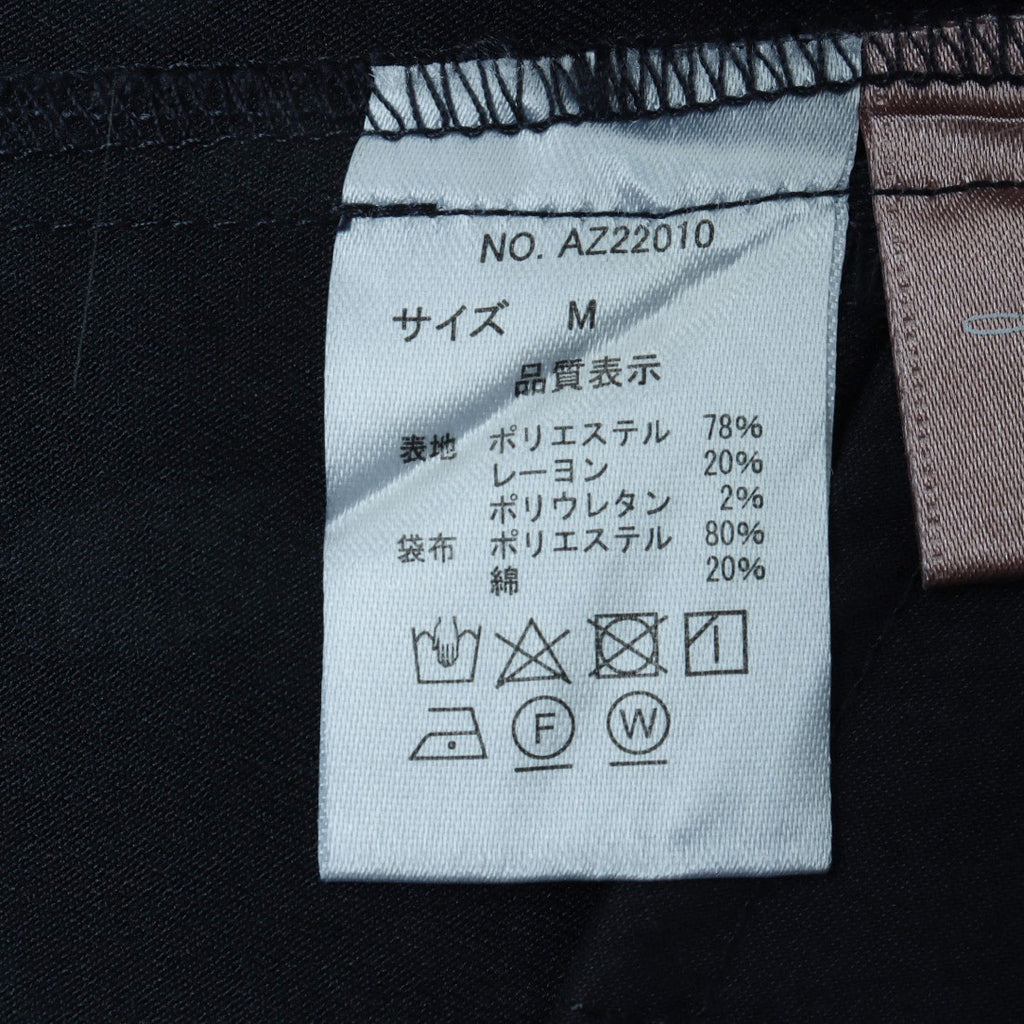 NO. AZ22010
サイズ M
品質表示
表地 ポリエステル 78%
レーヨン 20%
ポリウレタン 2%
袋布 ポリエステル 80%
綿 20%
F W